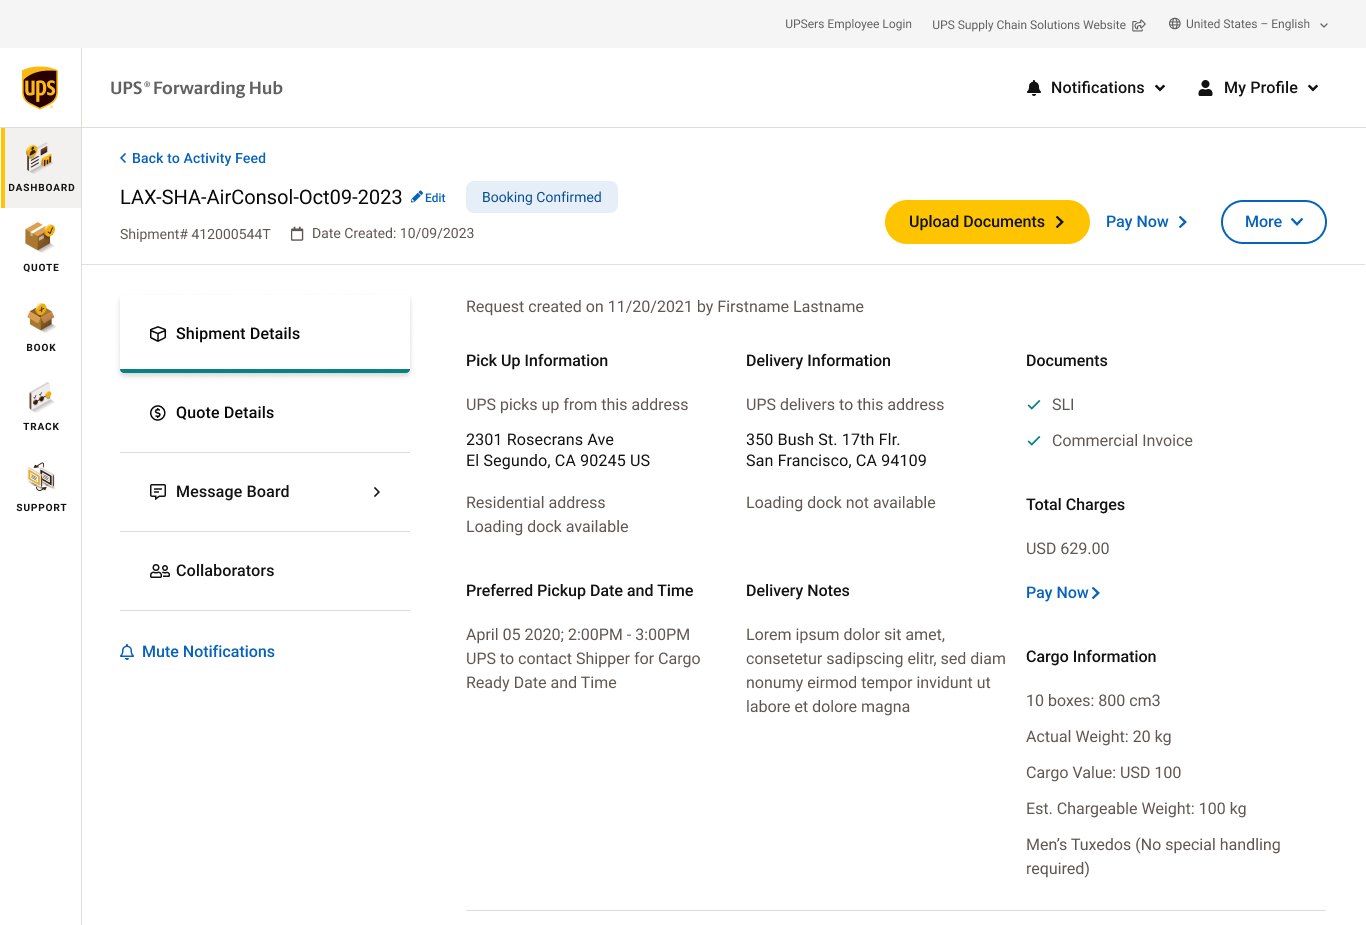 UPSers Employee Login
UPS Supply Chain Solutions Website
United States – English
ups
UPS® Forwarding Hub
Notifications
My Profile
DASHBOARD
QUOTE
BOOK
TRACK
SUPPORT
Back to Activity Feed
LAX-SHA-AirConsol-Oct09-2023
Edit
Booking Confirmed
Shipment# 412000544T
Date Created: 10/09/2023
Upload Documents
Pay Now
More
Shipment Details
Quote Details
Message Board
Collaborators
Mute Notifications
Request created on 11/20/2021 by Firstname Lastname
Pick Up Information
UPS picks up from this address
2301 Rosecrans Ave
El Segundo, CA 90245 US
Residential address
Loading dock available
Preferred Pickup Date and Time
April 05 2020; 2:00PM - 3:00PM
UPS to contact Shipper for Cargo
Ready Date and Time
Delivery Information
UPS delivers to this address
350 Bush St. 17th Flr.
San Francisco, CA 94109
Loading dock not available
Delivery Notes
Lorem ipsum dolor sit amet,
consetetur sadipscing elitr, sed diam
nonumy eirmod tempor invidunt ut
labore et dolore magna
Documents
SLI
Commercial Invoice
Total Charges
USD 629.00
Pay Now
Cargo Information
10 boxes: 800 cm3
Actual Weight: 20 kg
Cargo Value: USD 100
Est. Chargeable Weight: 100 kg
Men’s Tuxedos (No special handling
required)